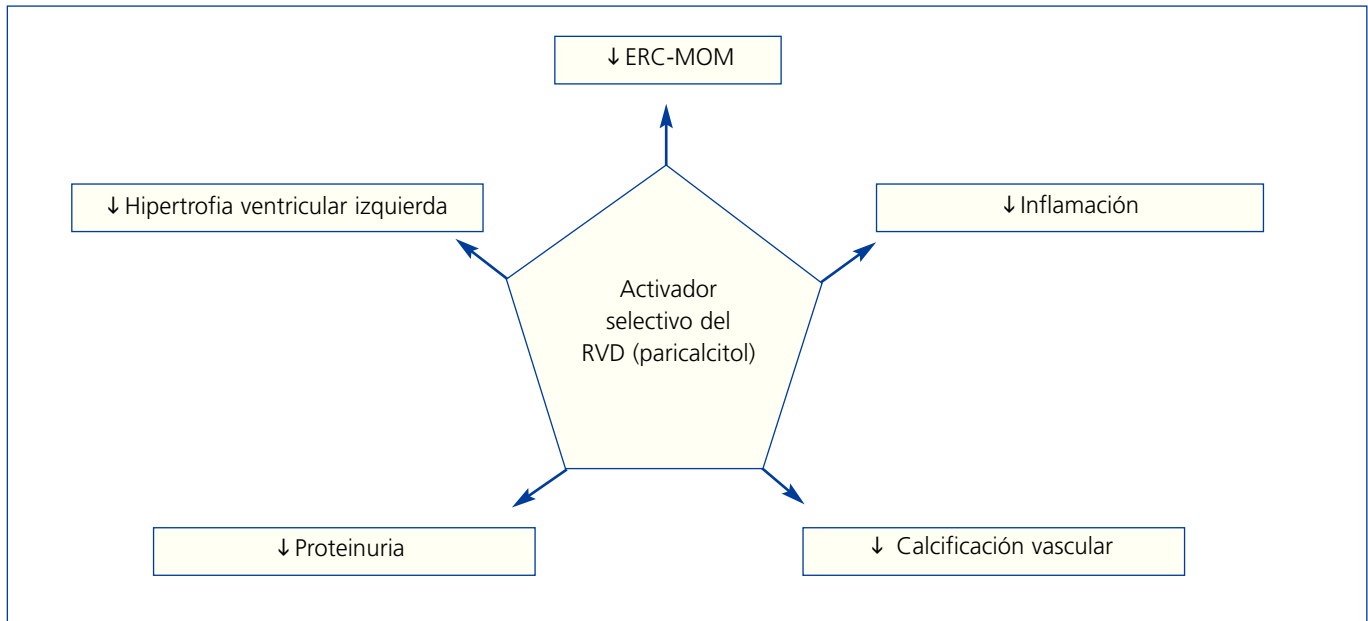 ↓ ERC-MOM
↓ Hipertrofia ventricular izquierda
↓ Inflamación
Activador
selectivo del
RVD (paricalcitol)
↓ Proteinuria
↓ Calcificación vascular